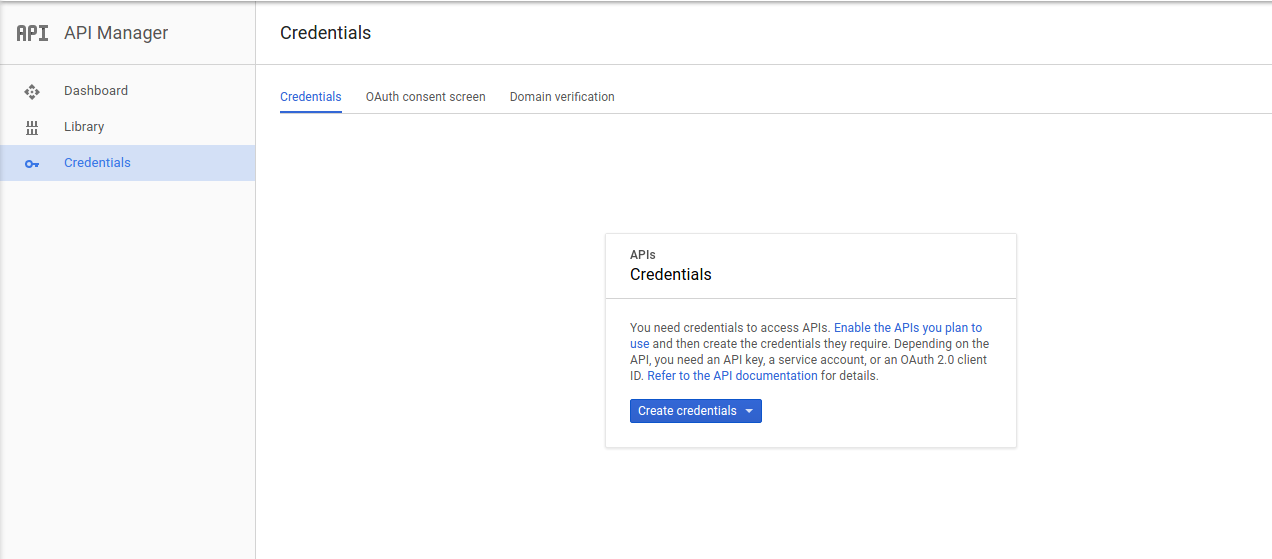 API API Manager
Credentials
Dashboard
Library
Credentials
Credentials OAuth consent screen Domain verification
APIs
Credentials
You need credentials to access APIs. Enable the APIs you plan to
use and then create the credentials they require. Depending on the
API, you need an API key, a service account, or an OAuth 2.0 client
ID. Refer to the API documentation for details.
Create credentials